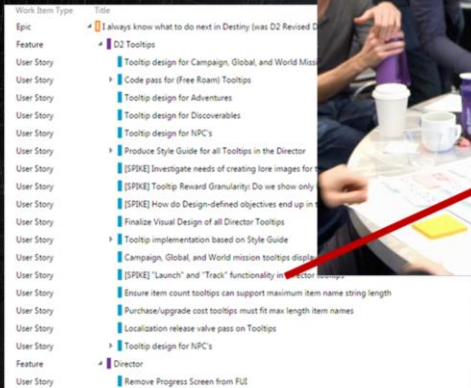 Work Item Type Title
Epic I always know what to do next in Destiny (was D2 Revised D
Feature D2 Tooltips
User Story Tooltip design for Campaign, Global, and World Missi
User Story Code pass for (Free Roam) Tooltips
User Story Tooltip design for Adventures
User Story Tooltip design for Discoverables
User Story Tooltip design for NPC's
User Story Produce Style Guide for all Tooltips in the Director
User Story [SPIKE] Investigate needs of creating lore images for t
User Story [SPIKE] Tooltip Reward Granularity: Do we show only
User Story [SPIKE] How do Design-defined objectives end up in t
User Story Finalize Visual Design of all Director Tooltips
User Story Tooltip implementation based on Style Guide
User Story Campaign, Global, and World mission tooltips displa
User Story [SPIKE] "Launch" and "Track" functionality in
User Story Ensure item count tooltips can support maximum item name string length
User Story Purchase/upgrade cost tooltips must fit max length item names
User Story Localization release valve pass on Tooltips
User Story Tooltip design for NPC's
Feature Director
User Story Remove Progress Screen from FUI